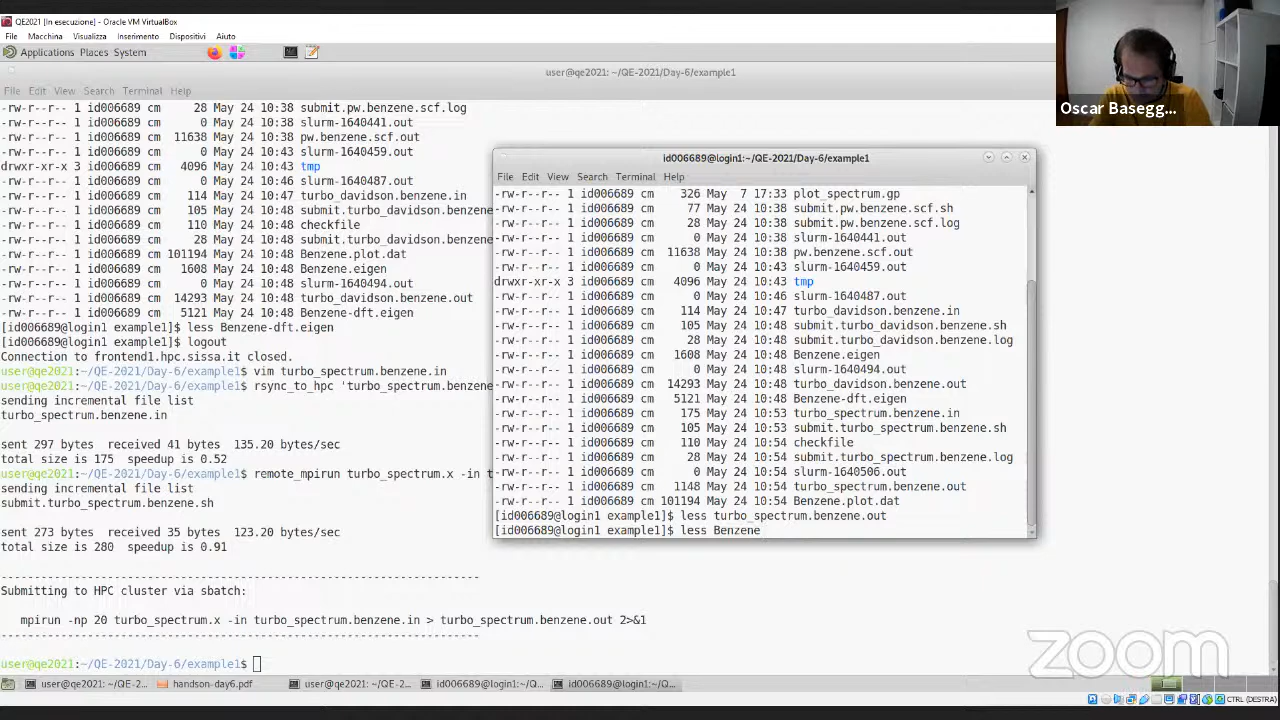 QE2021 [In esecuzione] - Oracle VM VirtualBox
File Macchina Visualizza Inserimento Dispositivi Aiuto
Applications Places System
user@qe2021: ~/QE-2021/Day-6/example1
File Edit View Search Terminal Help
-rw-r--r-- 1 id006689 cm 28 May 24 10:38 submit.pw.benzene.scf.log
-rw-r--r-- 1 id006689 cm 0 May 24 10:38 slurm-1640441.out
-rw-r--r-- 1 id006689 cm 11638 May 24 10:38 pw.benzene.scf.out
-rw-r--r-- 1 id006689 cm 0 May 24 10:43 slurm-1640459.out
drwxr-xr-x 3 id006689 cm 4096 May 24 10:43 tmp
-rw-r--r-- 1 id006689 cm 0 May 24 10:46 slurm-1640487.out
-rw-r--r-- 1 id006689 cm 114 May 24 10:47 turbo_davidson.benzene.in
-rw-r--r-- 1 id006689 cm 105 May 24 10:48 submit.turbo_davidson.benzene
-rw-r--r-- 1 id006689 cm 110 May 24 10:48 checkfile
-rw-r--r-- 1 id006689 cm 28 May 24 10:48 submit.turbo_davidson.benzene
-rw-r--r-- 1 id006689 cm 101194 May 24 10:48 Benzene.plot.dat
-rw-r--r-- 1 id006689 cm 1608 May 24 10:48 Benzene.eigen
-rw-r--r-- 1 id006689 cm 0 May 24 10:48 slurm-1640494.out
-rw-r--r-- 1 id006689 cm 14293 May 24 10:48 turbo_davidson.benzene.out
-rw-r--r-- 1 id006689 cm 5121 May 24 10:48 Benzene-dft.eigen
[id006689@login1 example1]$ less Benzene-dft.eigen
[id006689@login1 example1]$ logout
Connection to frontend1.hpc.sissa.it closed.
user@qe2021:~/QE-2021/Day-6/example1$ vim turbo_spectrum.benzene.in
user@qe2021:~/QE-2021/Day-6/example1$ rsync_to_hpc 'turbo_spectrum.benzene
sending incremental file list
turbo_spectrum.benzene.in
sent 297 bytes received 41 bytes 135.20 bytes/sec
total size is 175 speedup is 0.52
user@qe2021:~/QE-2021/Day-6/example1$ remote_mpirun turbo_spectrum.x -in t
sending incremental file list
submit.turbo_spectrum.benzene.sh
sent 273 bytes received 35 bytes 123.20 bytes/sec
total size is 280 speedup is 0.91
--------------------------------------------------------------------------
Submitting to HPC cluster via sbatch:
mpirun -np 20 turbo_spectrum.x -in turbo_spectrum.benzene.in > turbo_spectrum.benzene.out 2>&1
--------------------------------------------------------------------------
user@qe2021:~/QE-2021/Day-6/example1$
id006689@login1:~/QE-2021/Day-6/example1
File Edit View Search Terminal Help
-rw-r--r-- 1 id006689 cm 326 May 7 17:33 plot_spectrum.gp
-rw-r--r-- 1 id006689 cm 77 May 24 10:38 submit.pw.benzene.scf.sh
-rw-r--r-- 1 id006689 cm 28 May 24 10:38 submit.pw.benzene.scf.log
-rw-r--r-- 1 id006689 cm 0 May 24 10:38 slurm-1640441.out
-rw-r--r-- 1 id006689 cm 11638 May 24 10:38 pw.benzene.scf.out
-rw-r--r-- 1 id006689 cm 0 May 24 10:43 slurm-1640459.out
drwxr-xr-x 3 id006689 cm 4096 May 24 10:43 tmp
-rw-r--r-- 1 id006689 cm 0 May 24 10:46 slurm-1640487.out
-rw-r--r-- 1 id006689 cm 114 May 24 10:47 turbo_davidson.benzene.in
-rw-r--r-- 1 id006689 cm 105 May 24 10:48 submit.turbo_davidson.benzene.sh
-rw-r--r-- 1 id006689 cm 28 May 24 10:48 submit.turbo_davidson.benzene.log
-rw-r--r-- 1 id006689 cm 1608 May 24 10:48 Benzene.eigen
-rw-r--r-- 1 id006689 cm 0 May 24 10:48 slurm-1640494.out
-rw-r--r-- 1 id006689 cm 14293 May 24 10:48 turbo_davidson.benzene.out
-rw-r--r-- 1 id006689 cm 5121 May 24 10:48 Benzene-dft.eigen
-rw-r--r-- 1 id006689 cm 175 May 24 10:53 turbo_spectrum.benzene.in
-rw-r--r-- 1 id006689 cm 105 May 24 10:53 submit.turbo_spectrum.benzene.sh
-rw-r--r-- 1 id006689 cm 110 May 24 10:54 checkfile
-rw-r--r-- 1 id006689 cm 28 May 24 10:54 submit.turbo_spectrum.benzene.log
-rw-r--r-- 1 id006689 cm 0 May 24 10:54 slurm-1640506.out
-rw-r--r-- 1 id006689 cm 1148 May 24 10:54 turbo_spectrum.benzene.out
-rw-r--r-- 1 id006689 cm 101194 May 24 10:54 Benzene.plot.dat
[id006689@login1 example1]$ less turbo_spectrum.benzene.out
[id006689@login1 example1]$ less Benzene
Oscar Basegg...
zoom
user@qe2021: ~/QE-2... handson-day6.pdf user@qe2021: ~/QE-2... id006689@login1:~/Q... id006689@login1:~/Q...
CTRL (DESTRA)